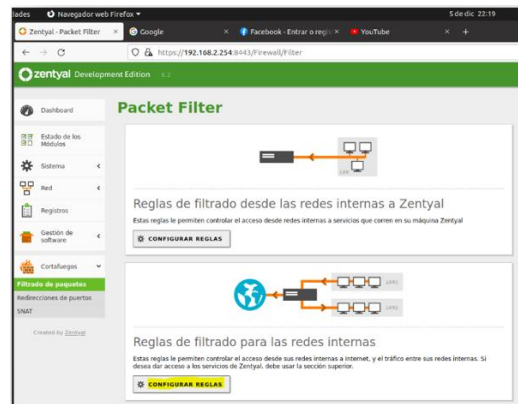 ades Navegador web Firefox ▾ 5 de dic 22:19
Zentyal - Packet Filter × Google × Facebook - Entrar o regis × YouTube × +
https://192.168.2.254:8443/Firewall/Filter
zentyal Development Edition
Packet Filter
Dashboard
Estado de los
Módulos
Sistema
Red
Registros
Gestión de
software
Cortafuegos
Filtrado de paquetes
Redirecciones de puertos
SNAT
Created by Zentyal
Reglas de filtrado desde las redes internas a Zentyal
Estas reglas le permiten controlar el acceso desde redes internas a servicios que corren en su máquina Zentyal
CONFIGURAR REGLAS
Reglas de filtrado para las redes internas
Estas reglas le permiten controlar el acceso desde sus redes internas a Internet, y el tráfico entre sus redes internas. Si
desea dar acceso a los servicios de Zentyal, debe usar la sección superior.
CONFIGURAR REGLAS